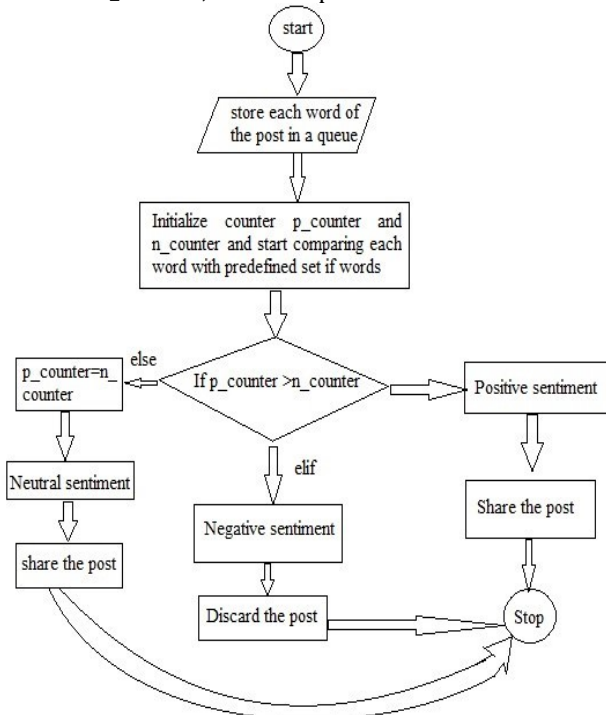 start
store each word of
the post in a queue
Initialize counter p_counter and
n_counter and start comparing each
word with predefined set if words
else
If p_counter >n_counter
p_counter=n_
counter
Positive sentiment
elif
Neutral sentiment
Negative sentiment
Share the post
share the post
Discard the post
Stop